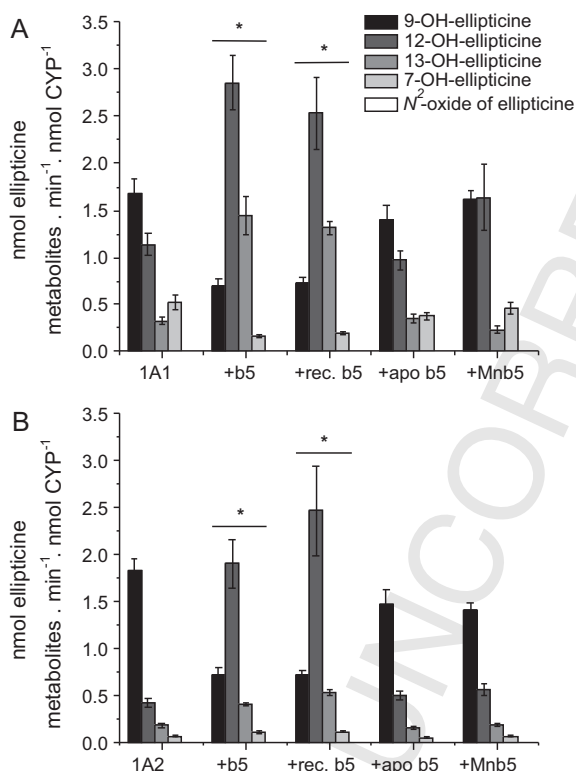 A
9-OH-ellipticine
12-OH-ellipticine
13-OH-ellipticine
7-OH-ellipticine
N²-oxide of ellipticine
nmol ellipticine
metabolites . min⁻¹. nmol CYP⁻¹
3.5
3.0
2.5
2.0
1.5
1.0
0.5
0.0
*
*
1A1
+b5
+rec. b5
+apo b5
+Mnb5
B
nmol ellipticine
metabolites . min⁻¹. nmol CYP⁻¹
3.5
3.0
2.5
2.0
1.5
1.0
0.5
0.0
*
*
1A2
+b5
+rec. b5
+apo b5
+Mnb5
UNCORRE